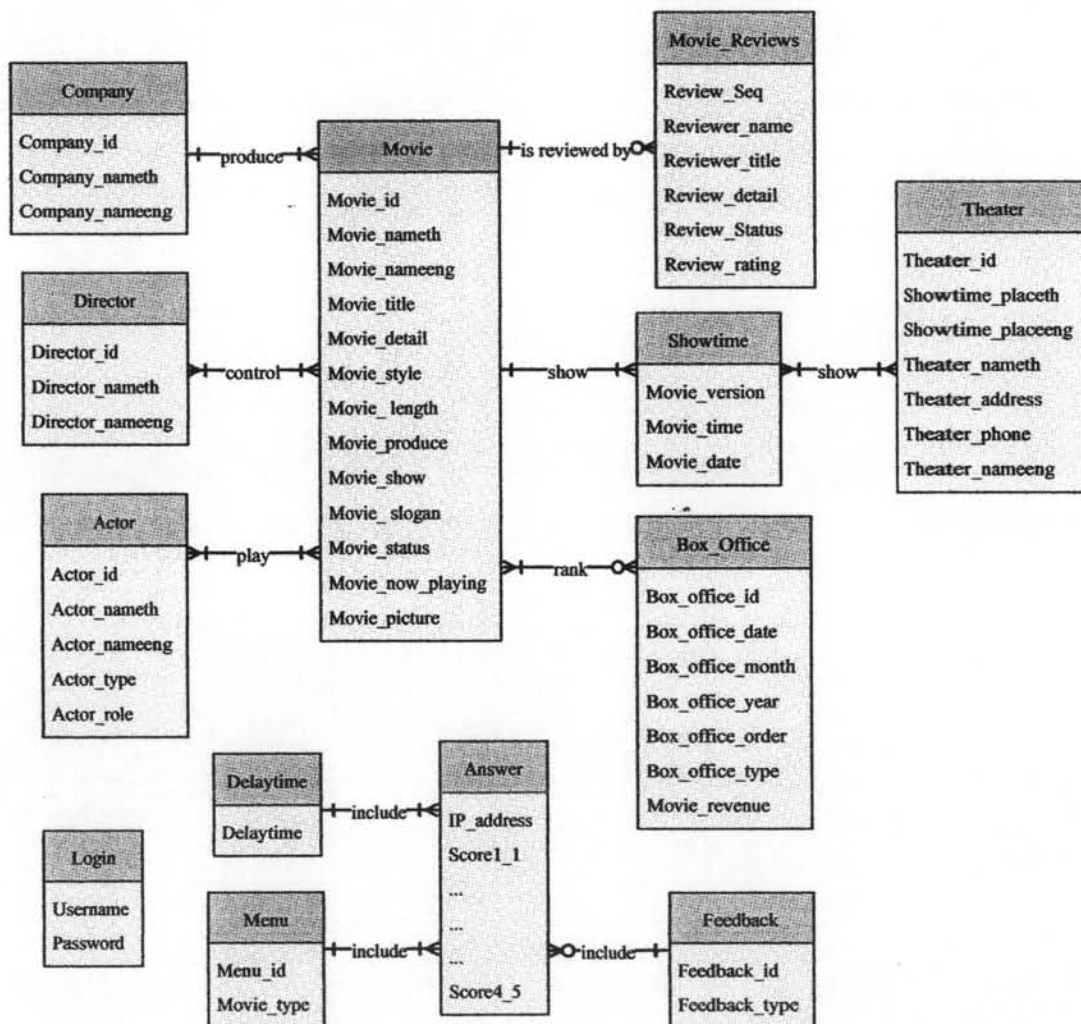 Company
Company_id
Company_nameth
Company_nameeng
produce
Director
Director_id
Director_nameth
Director_nameeng
control
Actor
Actor_id
Actor_nameth
Actor_nameeng
Actor_type
Actor_role
play
Movie
Movie_id
Movie_nameth
Movie_nameeng
Movie_title
Movie_detail
Movie_style
Movie_ length
Movie_produce
Movie_show
Movie_ slogan
Movie_status
Movie_now_playing
Movie_picture
is reviewed by
Movie_Reviews
Review_Seq
Reviewer_name
Reviewer_title
Review_detail
Review_Status
Review_rating
show
Showtime
Movie_version
Movie_time
Movie_date
show
Theater
Theater_id
Showtime_placeth
Showtime_placeeng
Theater_nameth
Theater_address
Theater_phone
Theater_nameeng
rank
Box_Office
Box_office_id
Box_office_date
Box_office_month
Box_office_year
Box_office_order
Box_office_type
Movie_revenue
Login
Username
Password
Delaytime
Delaytime
include
Menu
Menu_id
Movie_type
include
Answer
IP_address
Score1_1
...
...
...
Score4_5
include
Feedback
Feedback_id
Feedback_type